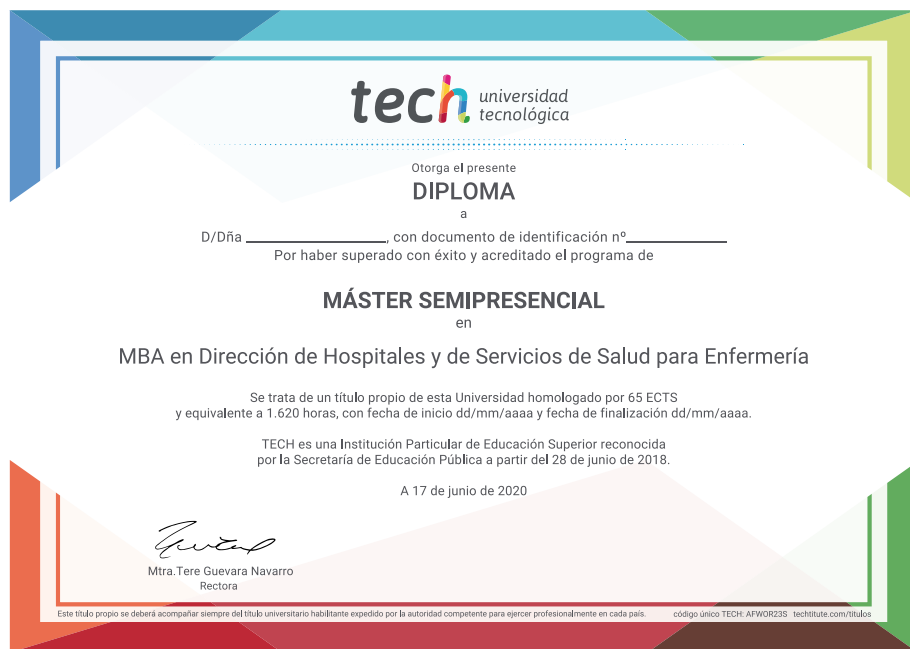 tech universidad
tecnológica
Otorga el presente
DIPLOMA
a
D/Dña ____________, con documento de identificación nº____________
Por haber superado con éxito y acreditado el programa de
MÁSTER SEMIPRESENCIAL
en
MBA en Dirección de Hospitales y de Servicios de Salud para Enfermería
Se trata de un título propio de esta Universidad homologado por 65 ECTS
y equivalente a 1.620 horas, con fecha de inicio dd/mm/aaaa y fecha de finalización dd/mm/aaaa.
TECH es una Institución Particular de Educación Superior reconocida
por la Secretaría de Educación Pública a partir del 28 de junio de 2018.
A 17 de junio de 2020
Mtra.Tere Guevara Navarro
Rectora
Este título propio se deberá acompañar siempre del título universitario habilitante expedido por la autoridad competente para ejercer profesionalmente en cada país. código único TECH: AFWOR23S techtitute.com/titulos